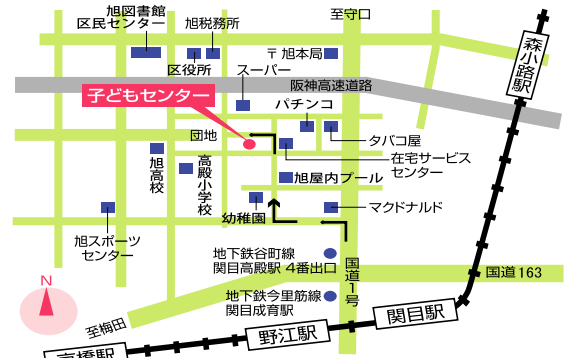 旭図書館
区民センター
旭税務所
至守口
区役所
〒旭本局
森小路駅
スーパー
阪神高速道路
子どもセンター
パチンコ
団地
タバコ屋
旭高校
高殿小学校
在宅サービス
センター
旭屋内プール
幼稚園
マクドナルド
旭スポーツ
センター
地下鉄谷町線
関目高殿駅 4番出口
国道1号
国道163
N
地下鉄今里筋線
関目成育駅
至梅田
関目駅
野江駅
京橋駅